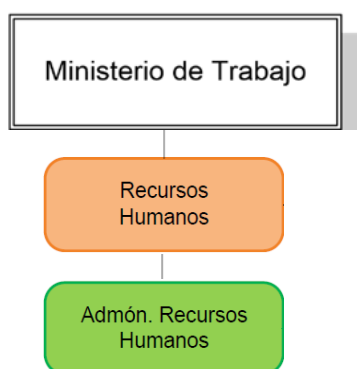 Ministerio de Trabajo
Recursos
Humanos
Admón. Recursos
Humanos